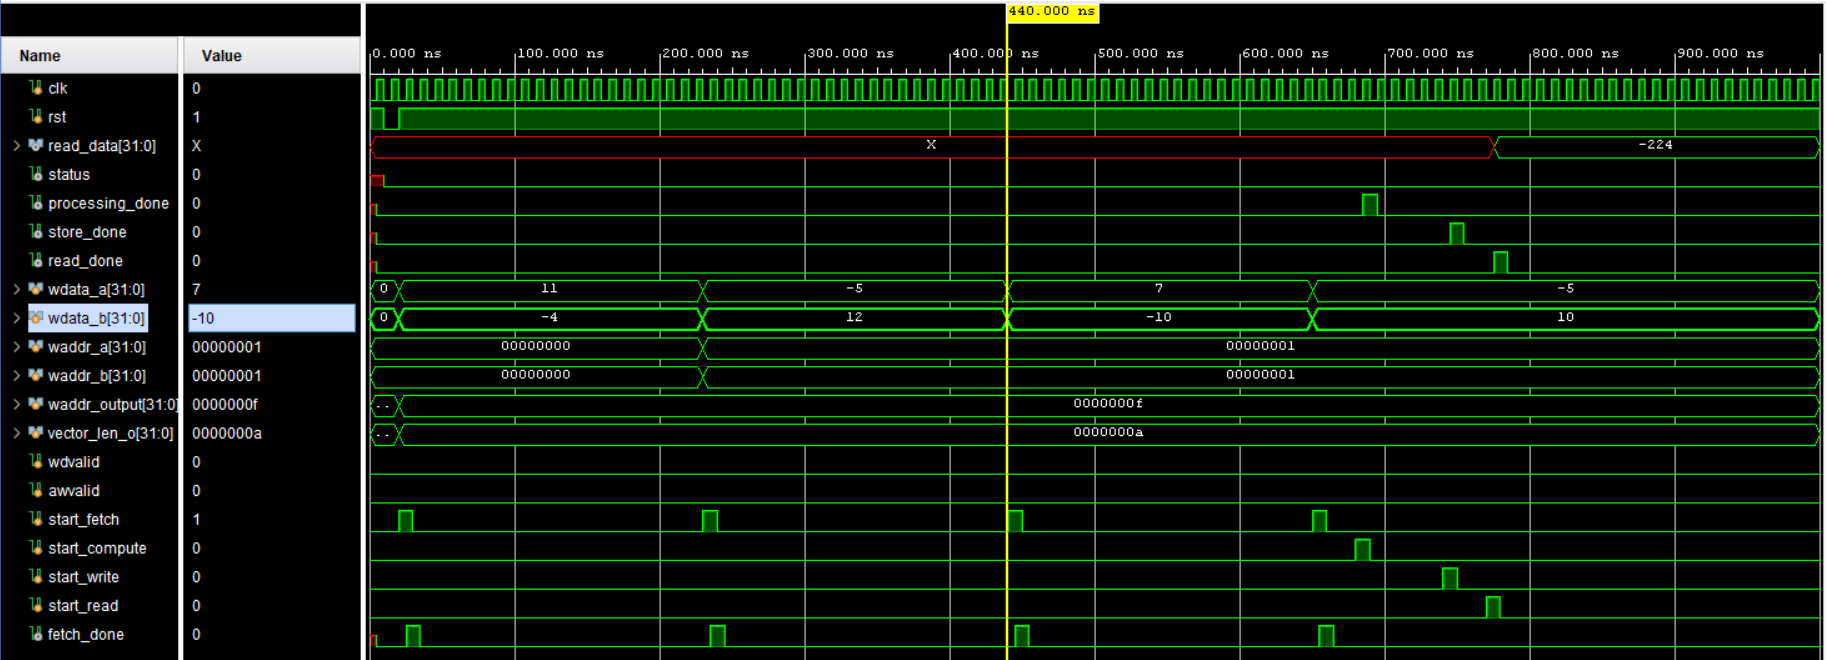 440.000 ns
Name Value
0.000 ns 100.000 ns 200.000 ns 300.000 ns 400.000 ns 500.000 ns 600.000 ns 700.000 ns 800.000 ns 900.000 ns
clk 0
rst 1
read_data[31:0] X X -224
status 0
processing_done 0
store_done 0
read_done 0
wdata_a[31:0] 7 0 11 -5 7 -5
wdata_b[31:0] -10 0 -4 12 -10 10
waddr_a[31:0] 00000001 00000000 00000001
waddr_b[31:0] 00000001 00000000 00000001
waddr_output[31:0] 0000000f .. 0000000f
vector_len_o[31:0] 0000000a .. 0000000a
wdvalid 0
awvalid 0
start_fetch 1
start_compute 0
start_write 0
start_read 0
fetch_done 0